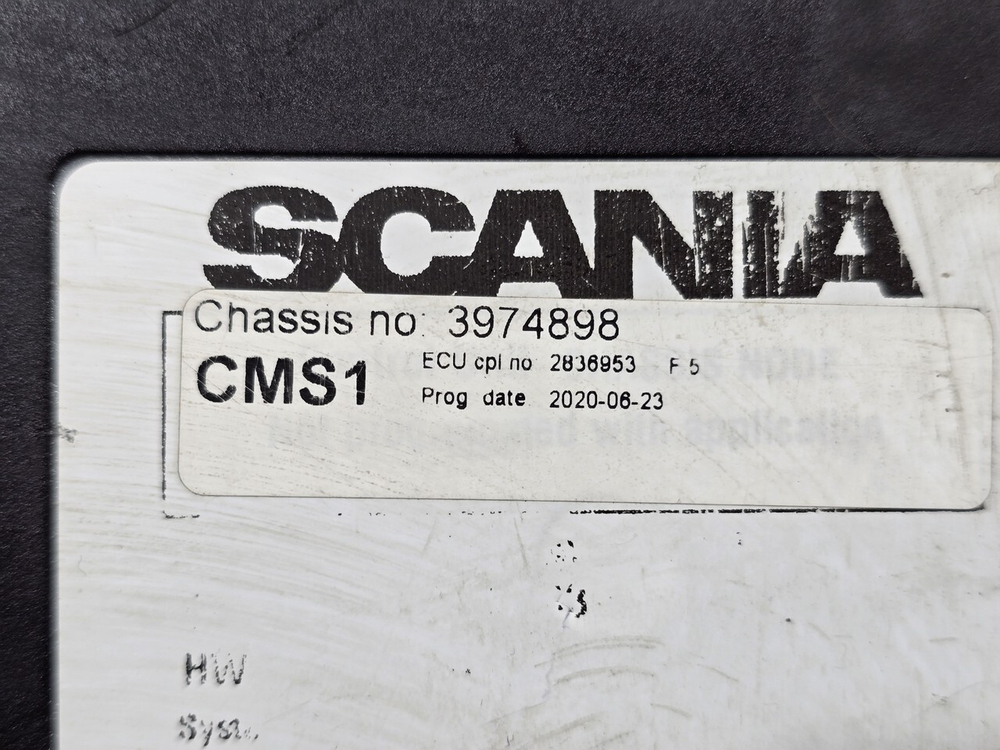 SCANIA
Chassis no: 3974898
CMS1
ECU cpl no 2836953 F 5
Prog date 2020-06-23
HW